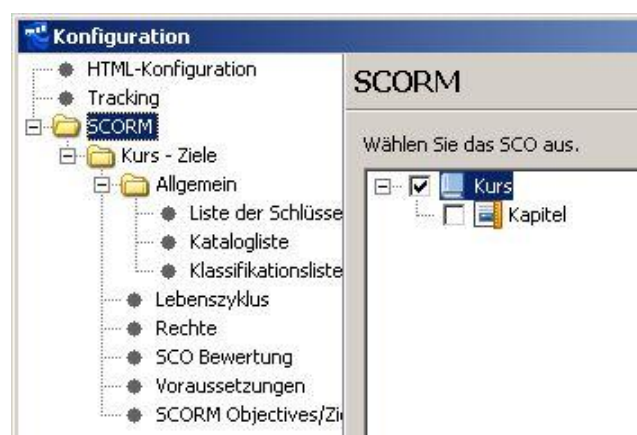 Konfiguration
HTML-Konfiguration
Tracking
SCORM
Kurs - Ziele
Allgemein
Liste der Schlüsse
Katalogliste
Klassifikationsliste
Lebenszyklus
Rechte
SCO Bewertung
Voraussetzungen
SCORM Objectives/Zi
SCORM
Wählen Sie das SCO aus.
Kurs
Kapitel